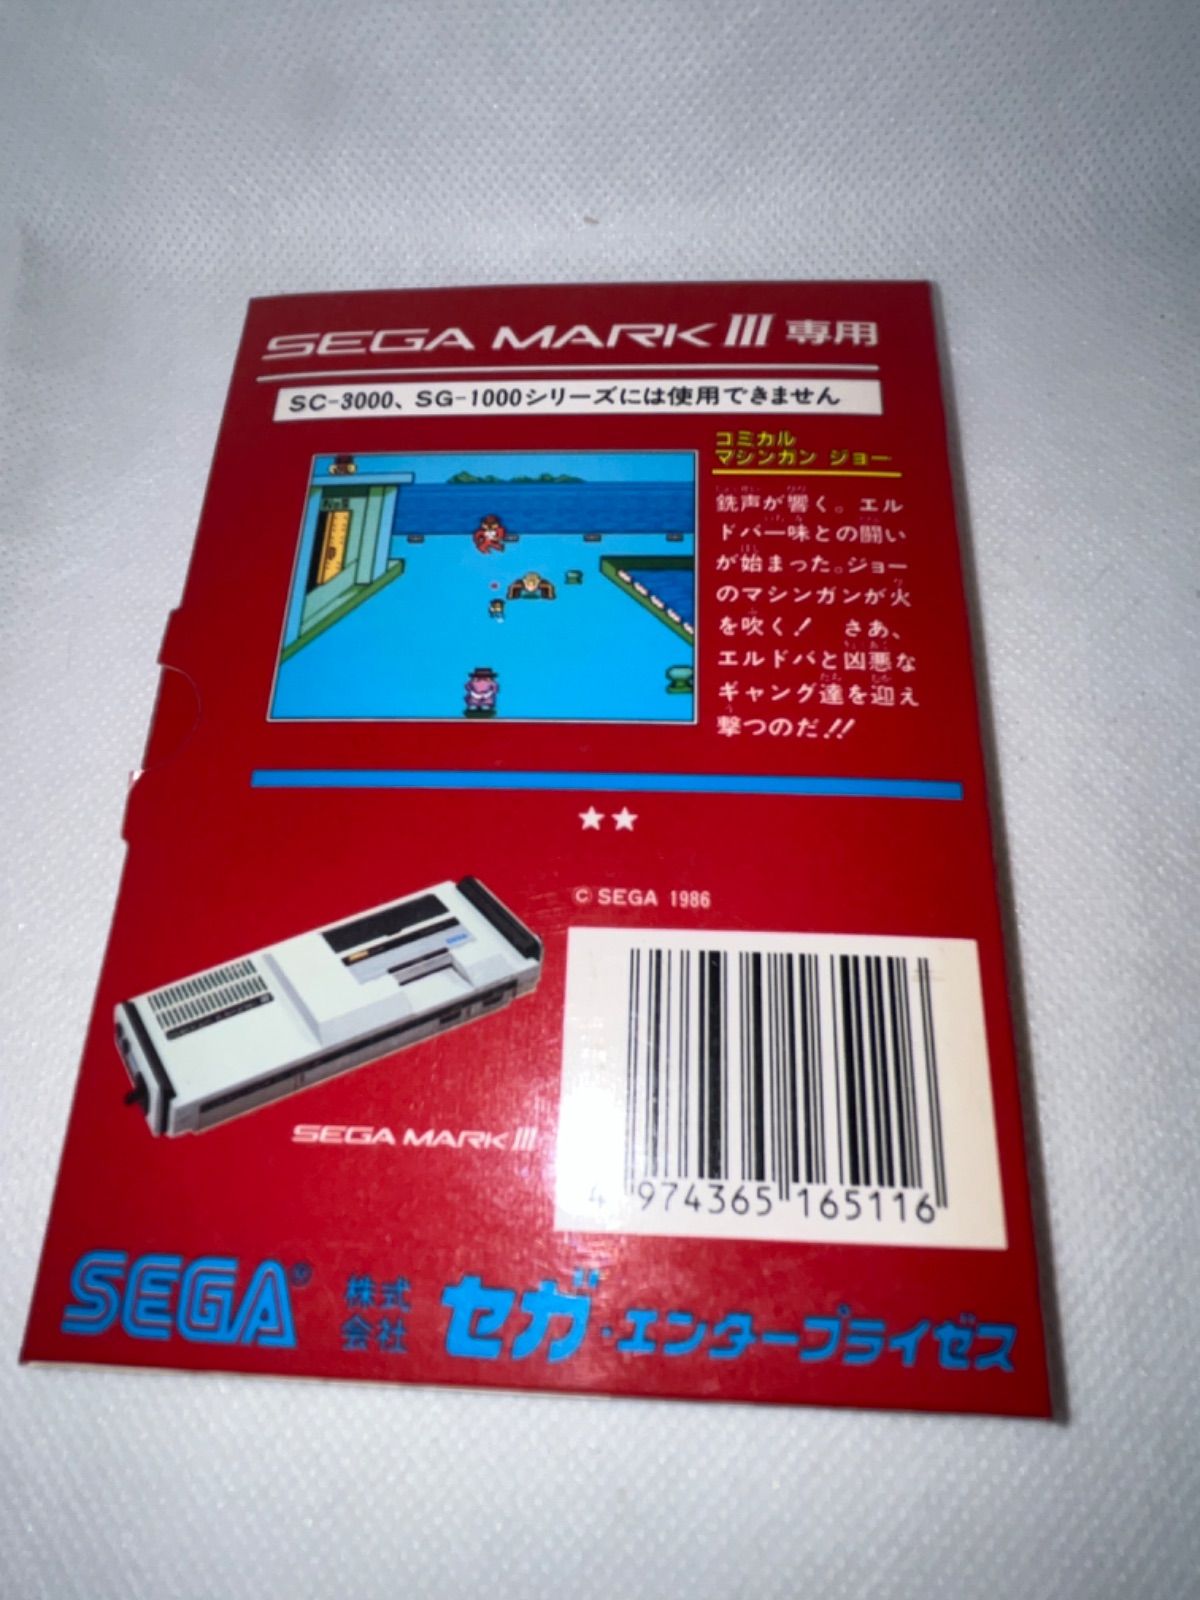 SEGA MARK III 専用
SC-3000、SG-1000シリーズには使用できません
コミカル
マシンガン ジョー
銃声が響く。エル
ドバ一味との闘い
が始まった。ジョー
のマシンガンが火
を吹く! さあ、
エルドバと凶悪な
ギャング達を迎え
撃つのだ!!
★★
© SEGA 1986
SEGA MARK III
4 974365 165116
SEGA® 株式会社 セガ・エンタープライゼス